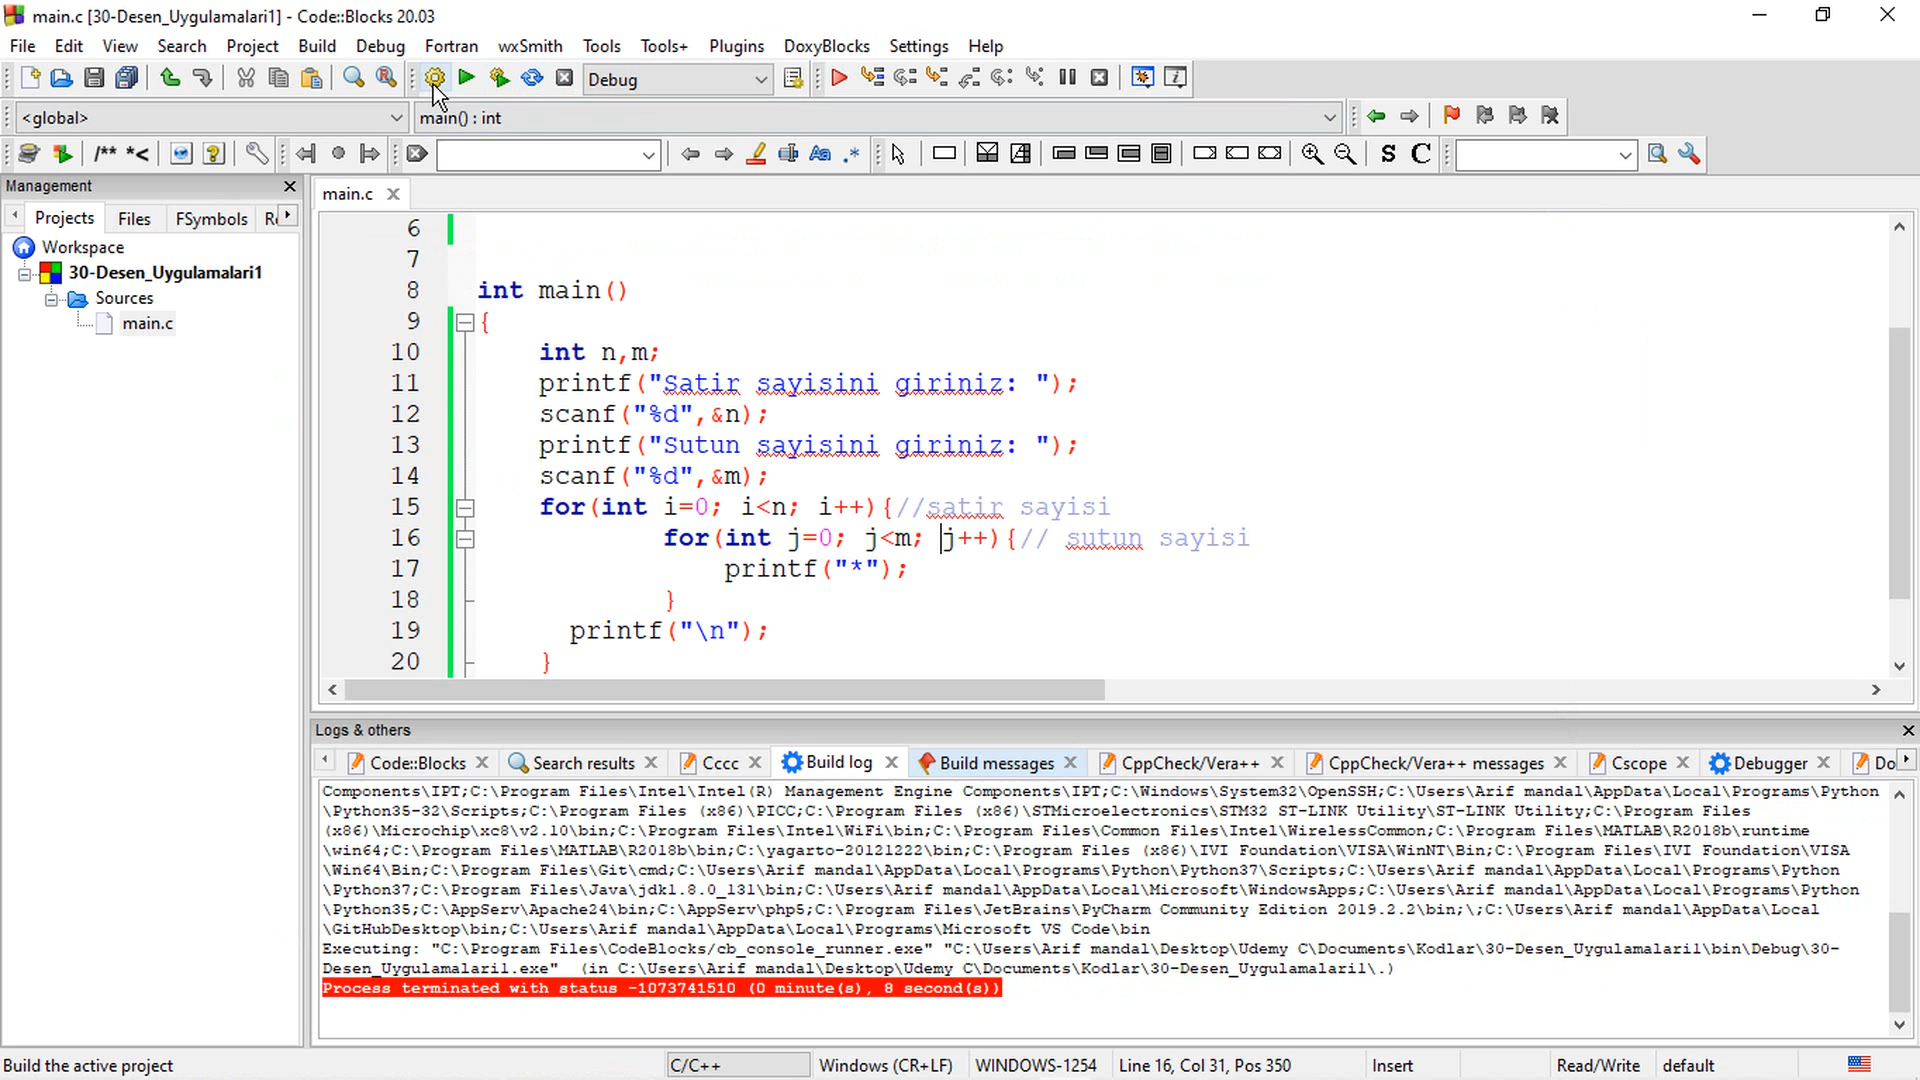 main.c [30-Desen_Uygulamalari1] - Code::Blocks 20.03
File Edit View Search Project Build Debug Fortran wxSmith Tools Tools+ Plugins DoxyBlocks Settings Help
Debug
<global> main() : int
/** *< Aa .* S C
Management
Projects Files FSymbols
Workspace
30-Desen_Uygulamalari1
Sources
main.c
main.c
6
7
8 int main()
9 {
10 int n,m;
11 printf("Satir sayisini giriniz: ");
12 scanf("%d",&n);
13 printf("Sutun sayisini giriniz: ");
14 scanf("%d",&m);
15 for(int i=0; i<n; i++){//satir sayisi
16 for(int j=0; j<m; j++){// sutun sayisi
17 printf("*");
18 }
19 printf("\n");
20 }
Logs & others
Code::Blocks Search results Cccc Build log Build messages CppCheck/Vera++ CppCheck/Vera++ messages Cscope Debugger Do
Components\IPT;C:\Program Files\Intel\Intel(R) Management Engine Components\IPT;C:\Windows\System32\OpenSSH;C:\Users\Arif mandal\AppData\Local\Programs\Python
\Python35-32\Scripts;C:\Program Files (x86)\PICC;C:\Program Files (x86)\STMicroelectronics\STM32 ST-LINK Utility\ST-LINK Utility;C:\Program Files
(x86)\Microchip\xc8\v2.10\bin;C:\Program Files\Intel\WiFi\bin;C:\Program Files\Common Files\Intel\WirelessCommon;C:\Program Files\MATLAB\R2018b\runtime
\win64;C:\Program Files\MATLAB\R2018b\bin;C:\yagarto-20121222\bin;C:\Program Files (x86)\IVI Foundation\VISA\WinNT\Bin;C:\Program Files\IVI Foundation\VISA
\Win64\Bin;C:\Program Files\Git\cmd;C:\Users\Arif mandal\AppData\Local\Programs\Python\Python37\Scripts;C:\Users\Arif mandal\AppData\Local\Programs\Python
\Python37;C:\Program Files\Java\jdk1.8.0_131\bin;C:\Users\Arif mandal\AppData\Local\Microsoft\WindowsApps;C:\Users\Arif mandal\AppData\Local\Programs\Python
\Python35;C:\AppServ\Apache24\bin;C:\AppServ\php5;C:\Program Files\JetBrains\PyCharm Community Edition 2019.2.2\bin;\;C:\Users\Arif mandal\AppData\Local
\GitHubDesktop\bin;C:\Users\Arif mandal\AppData\Local\Programs\Microsoft VS Code\bin
Executing: "C:\Program Files\CodeBlocks/cb_console_runner.exe" "C:\Users\Arif mandal\Desktop\Udemy C\Documents\Kodlar\30-Desen_Uygulamalari1\bin\Debug\30-
Desen_Uygulamalari1.exe" (in C:\Users\Arif mandal\Desktop\Udemy C\Documents\Kodlar\30-Desen_Uygulamalari1\.)
Process terminated with status -1073741510 (0 minute(s), 8 second(s))
Build the active project C/C++ Windows (CR+LF) WINDOWS-1254 Line 16, Col 31, Pos 350 Insert Read/Write default